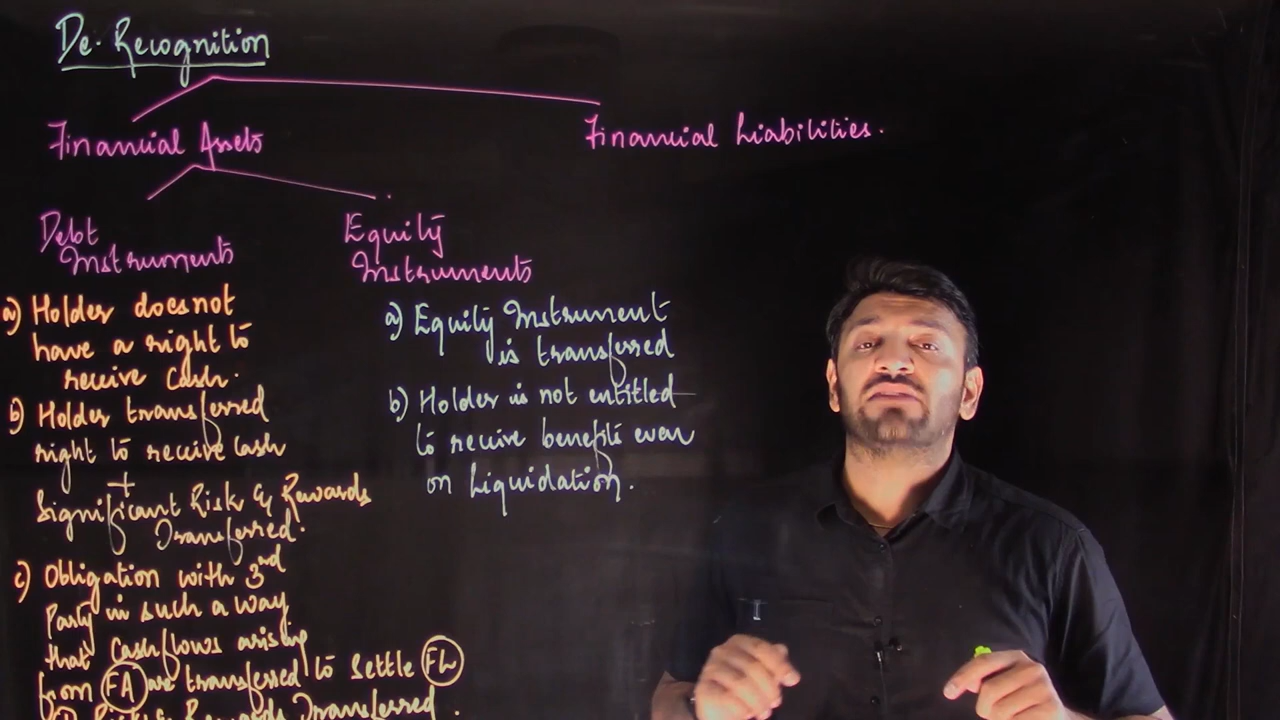 De-Recognition
Financial Assets
Financial Liabilities.
Debt
Instruments
a) Holder does not
have a right to
receive cash.
b) Holder transferred
right to receive cash
+
Significant Risk & Rewards
Transferred.
c) Obligation with 3rd
Party in such a way
that cashflows arising
from FA are transferred to settle FL
Risk & Rewards Transferred.
Equity
Instruments
a) Equity Instrument
is transferred
b) Holder is not entitled
to receive benefits even
on Liquidation.